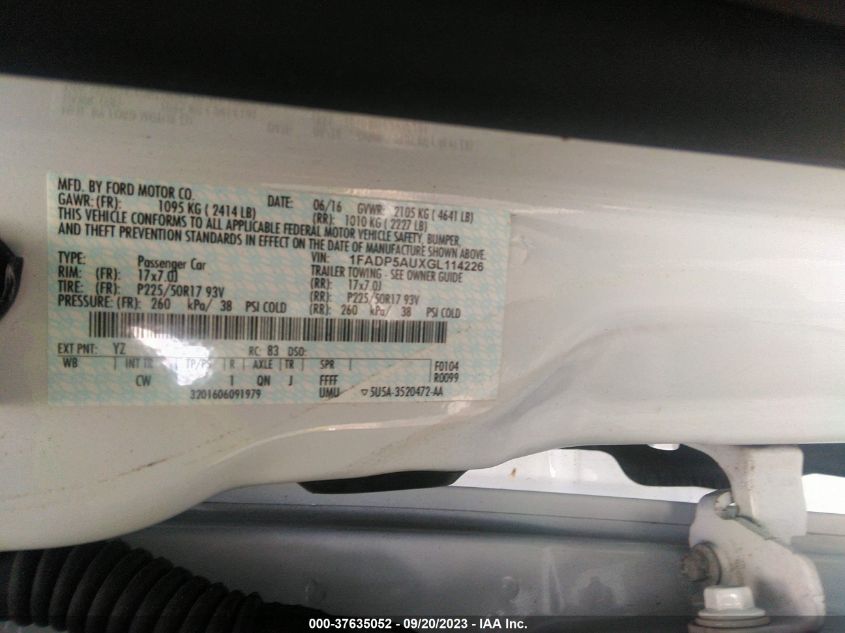 MFD. BY FORD MOTOR CO.
DATE: 06/16 GVWR: 2105 KG ( 4641 LB)
GAWR: (FR): 1095 KG ( 2414 LB) (RR): 1010 KG ( 2227 LB)
THIS VEHICLE CONFORMS TO ALL APPLICABLE FEDERAL MOTOR VEHICLE SAFETY, BUMPER,
AND THEFT PREVENTION STANDARDS IN EFFECT ON THE DATE OF MANUFACTURE SHOWN ABOVE.
VIN: 1FADP5AUXGL114226
TYPE: Passenger Car TRAILER TOWING - SEE OWNER GUIDE
RIM: (FR): 17x7.0J (RR): 17x7.0J
TIRE: (FR): P225/50R17 93V (RR): P225/50R17 93V
PRESSURE: (FR): 260 kPa/ 38 PSI COLD (RR): 260 kPa/ 38 PSI COLD
EXT PNT: YZ RC: 83 DSO:
WB INT TR TP/PS R AXLE TR SPR F0104
CW 1 QN J FFFF R0099
3201606091979 UMU 5U5A-3520472-AA
000-37635052 - 09/20/2023 - IAA Inc.